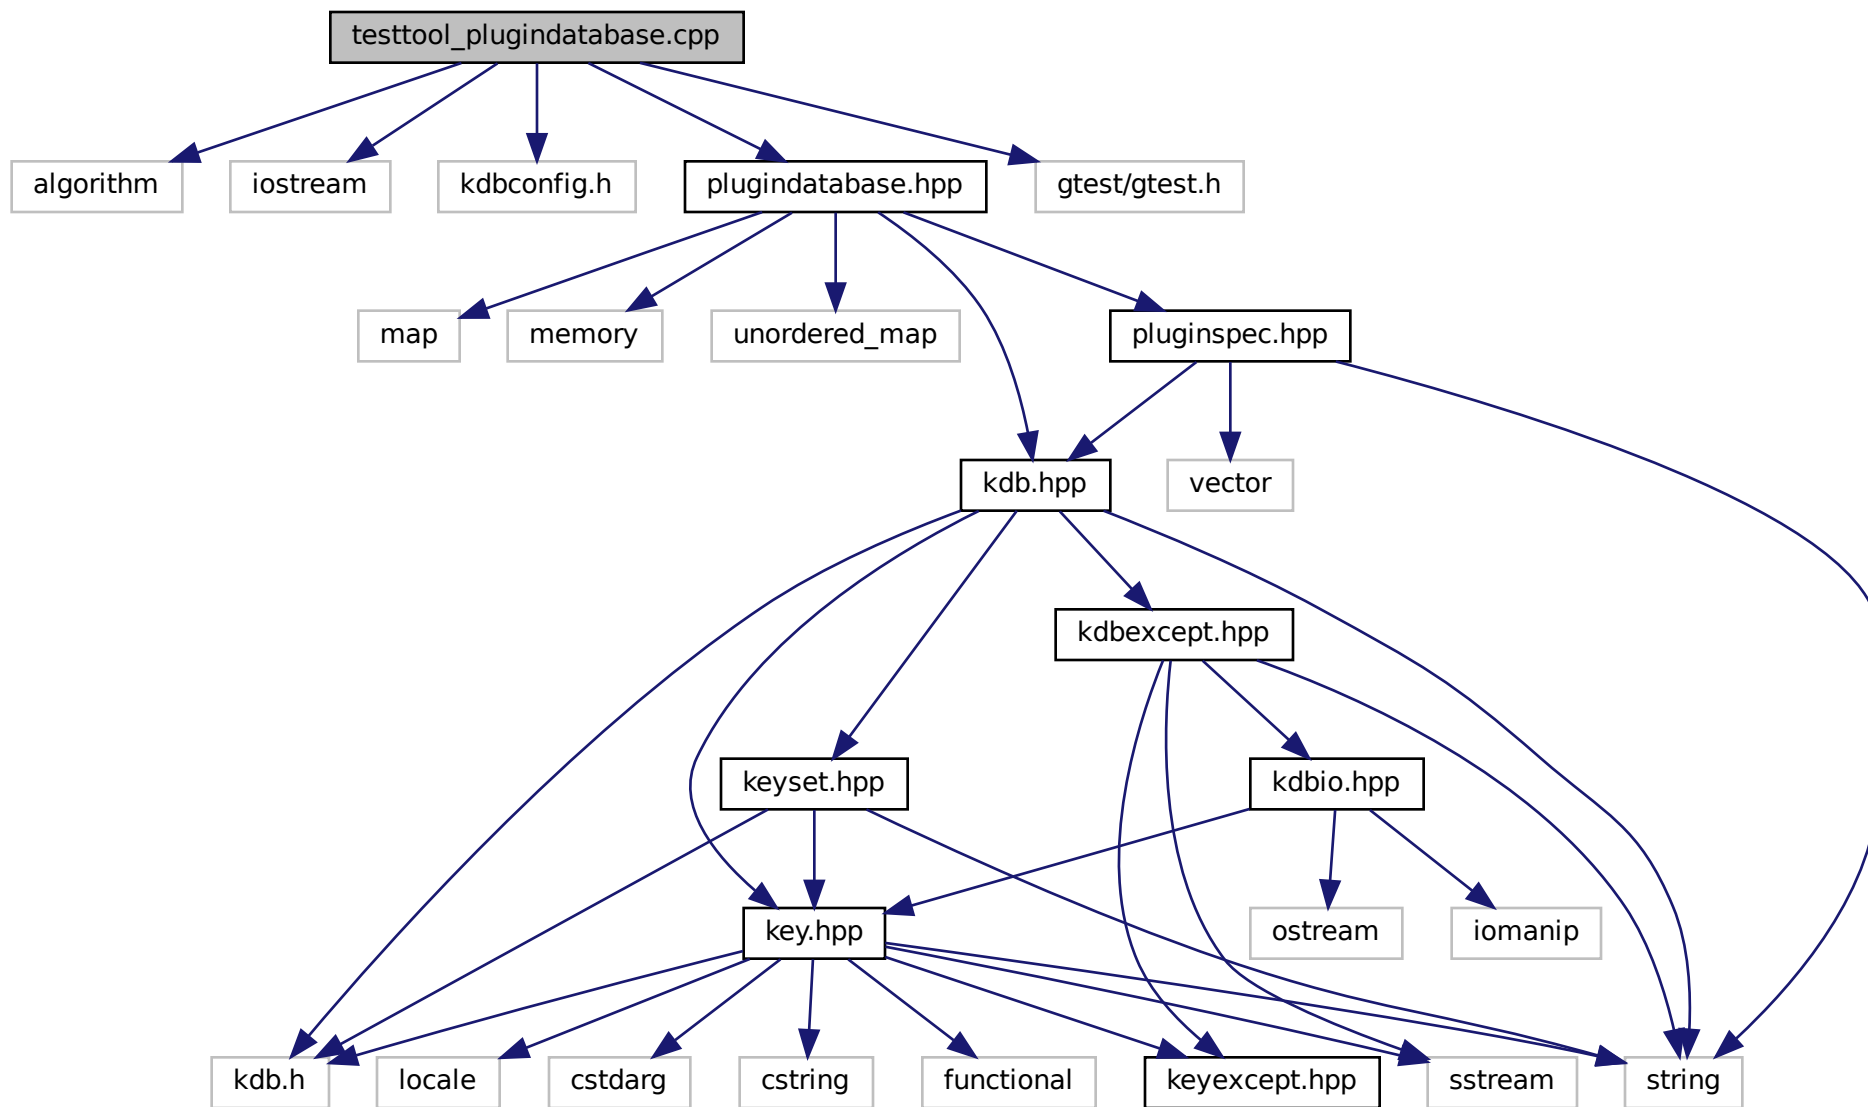 testtool_plugindatabase.cpp
algorithm
iostream
kdbconfig.h
plugindatabase.hpp
gtest/gtest.h
map
memory
unordered_map
pluginspec.hpp
kdb.hpp
vector
kdbexcept.hpp
keyset.hpp
kdbio.hpp
key.hpp
ostream
iomanip
kdb.h
locale
cstdarg
cstring
functional
keyexcept.hpp
sstream
string